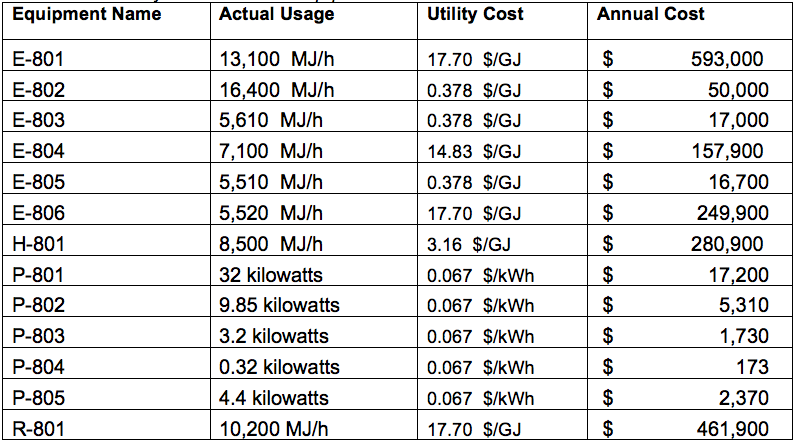 Equipment Name Actual Usage Utility Cost Annual Cost
E-801 13,100 MJ/h 17.70 $/GJ $ 593,000
E-802 16,400 MJ/h 0.378 $/GJ $ 50,000
E-803 5,610 MJ/h 0.378 $/GJ $ 17,000
E-804 7,100 MJ/h 14.83 $/GJ $ 157,900
E-805 5,510 MJ/h 0.378 $/GJ $ 16,700
E-806 5,520 MJ/h 17.70 $/GJ $ 249,900
H-801 8,500 MJ/h 3.16 $/GJ $ 280,900
P-801 32 kilowatts 0.067 $/kWh $ 17,200
P-802 9.85 kilowatts 0.067 $/kWh $ 5,310
P-803 3.2 kilowatts 0.067 $/kWh $ 1,730
P-804 0.32 kilowatts 0.067 $/kWh $ 173
P-805 4.4 kilowatts 0.067 $/kWh $ 2,370
R-801 10,200 MJ/h 17.70 $/GJ $ 461,900